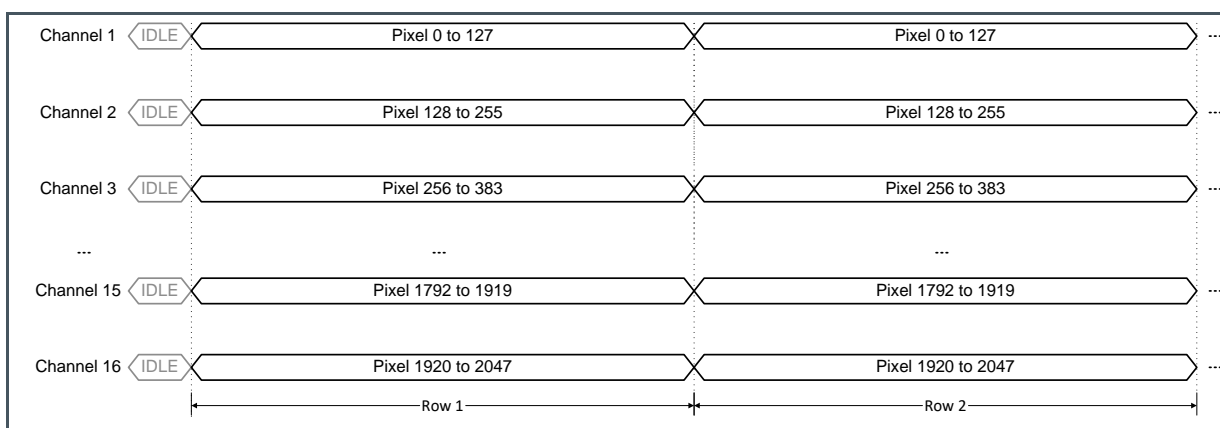 Channel 1 IDLE Pixel 0 to 127 Pixel 0 to 127 ---
Channel 2 IDLE Pixel 128 to 255 Pixel 128 to 255 ---
Channel 3 IDLE Pixel 256 to 383 Pixel 256 to 383 ---
--- --- ---
Channel 15 IDLE Pixel 1792 to 1919 Pixel 1792 to 1919 ---
Channel 16 IDLE Pixel 1920 to 2047 Pixel 1920 to 2047 ---
Row 1 Row 2